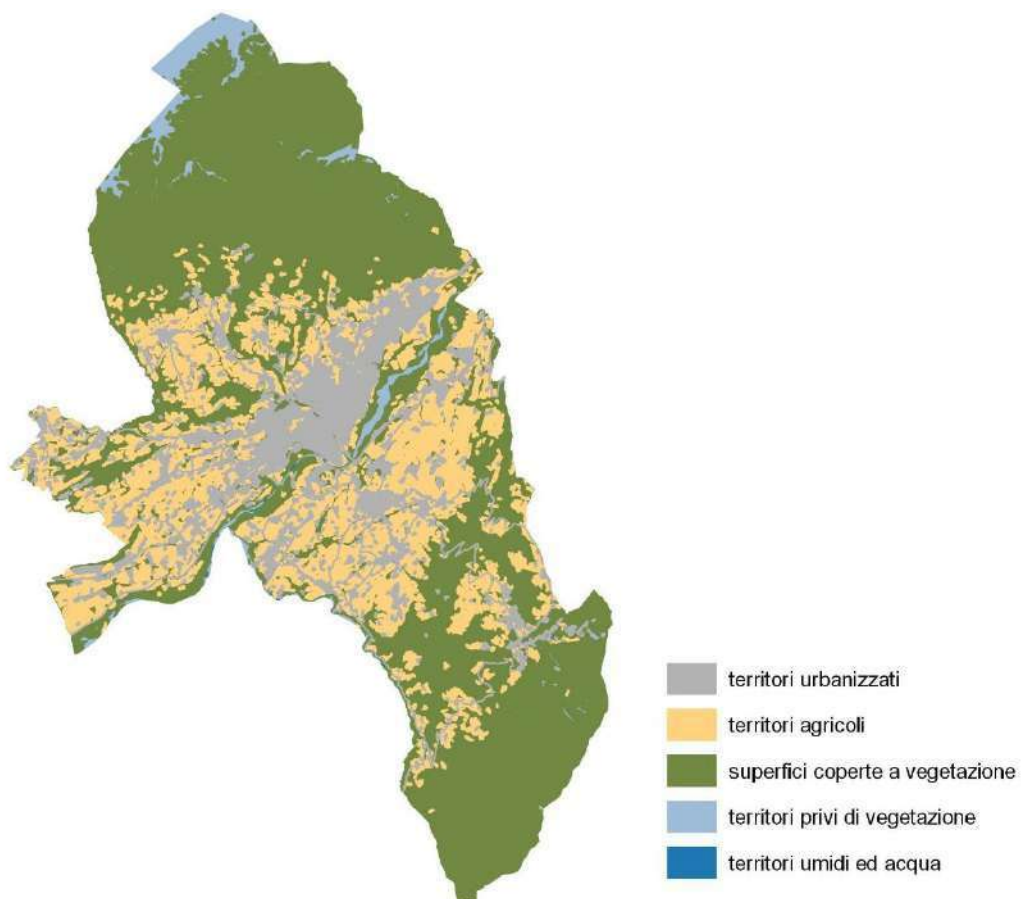 territori urbanizzati
territori agricoli
superfici coperte a vegetazione
territori privi di vegetazione
territori umidi ed acqua